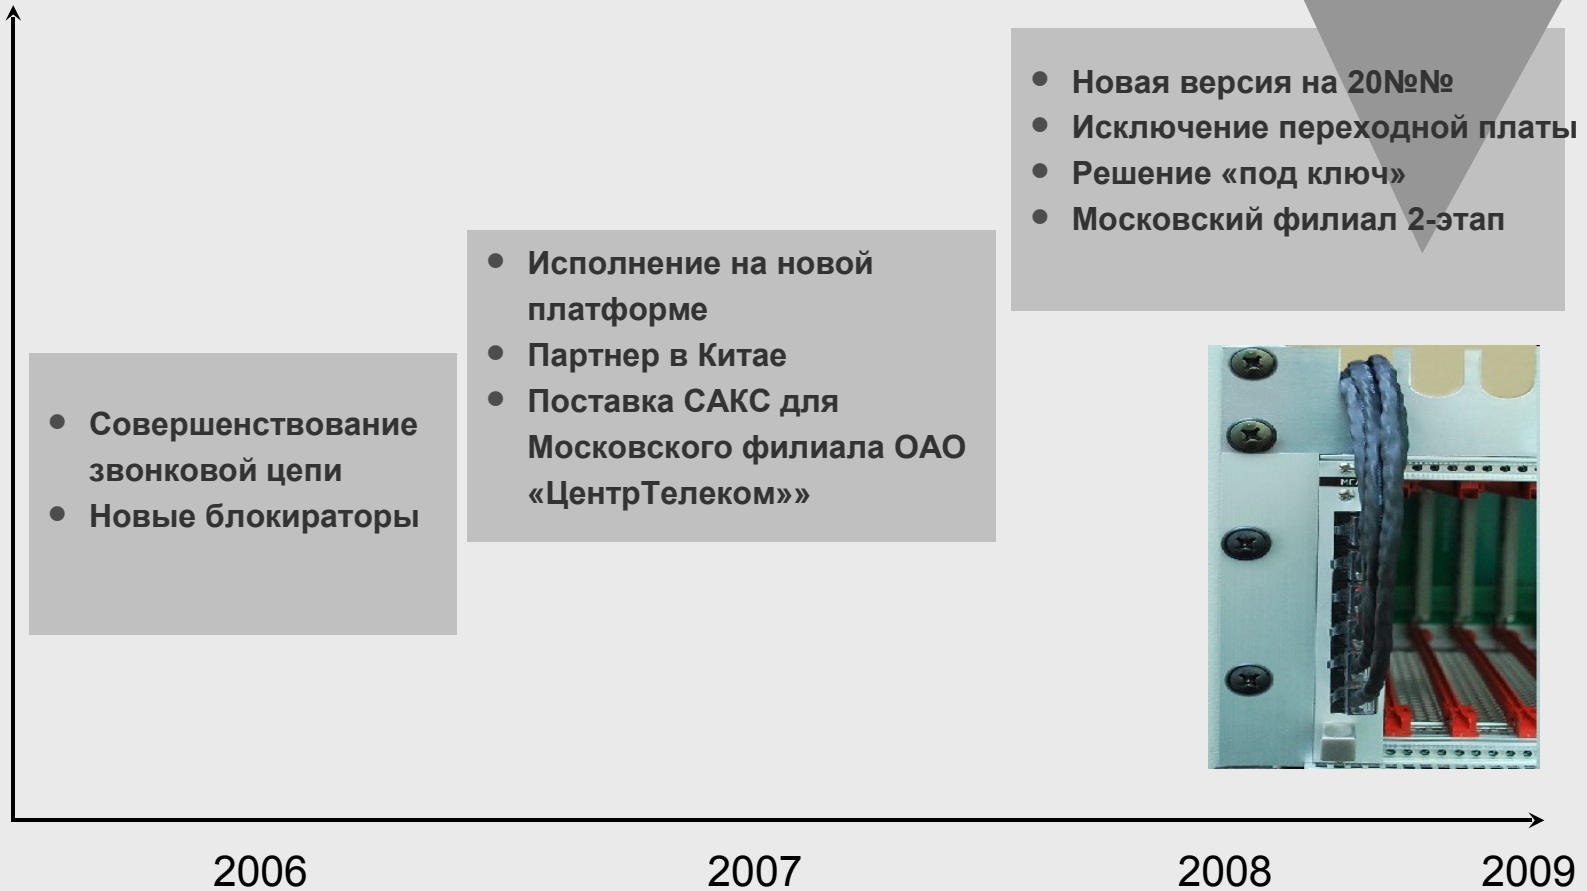 Новая версия на 20№№
Исключение переходной платы
Решение «под ключ»
Московский филиал 2-этап
Исполнение на новой
платформе
Партнер в Китае
Поставка САКС для
Московского филиала ОАО
«ЦентрТелеком»»
Совершенствование
звонковой цепи
Новые блокираторы
2006
2007
2008
2009